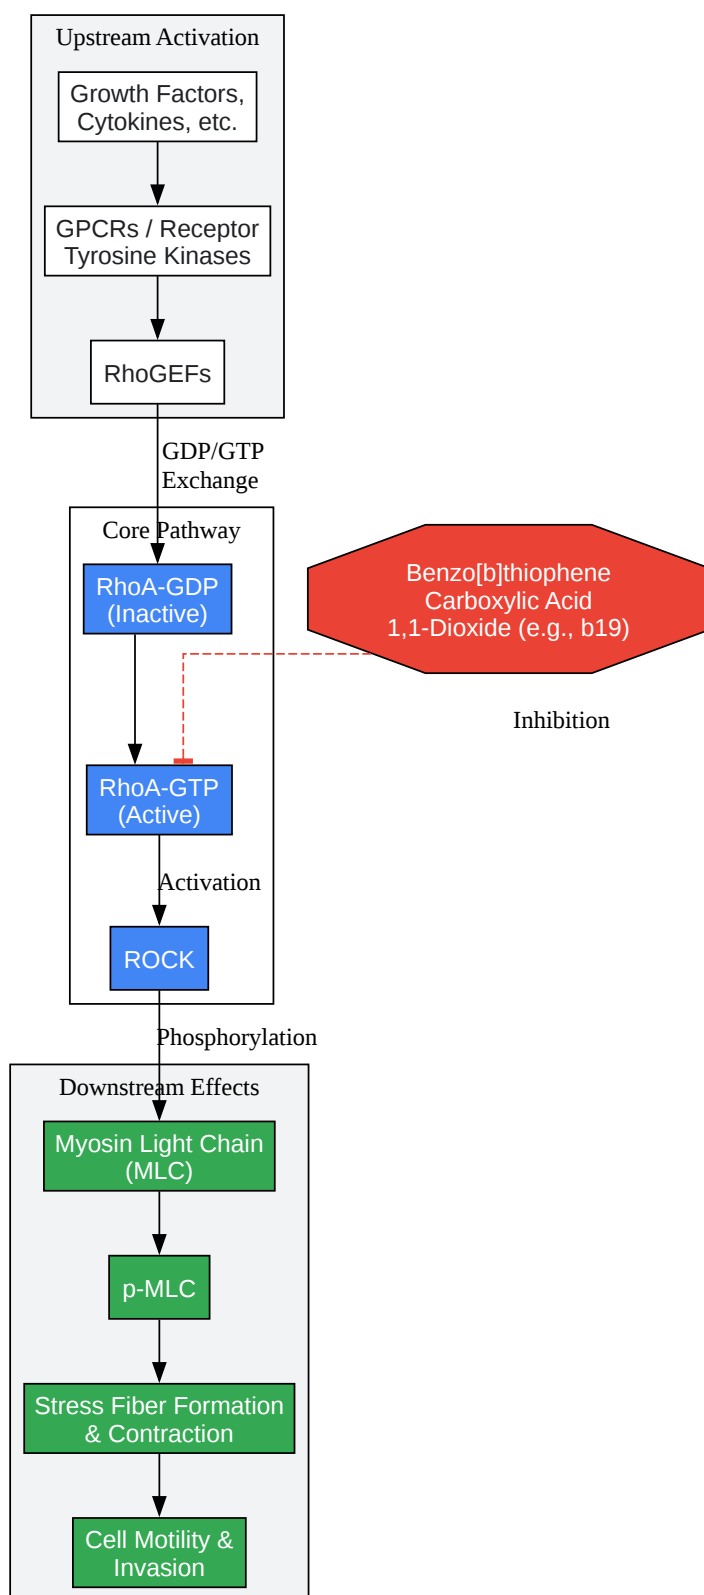 Upstream Activation
Growth Factors,
Cytokines, etc.
GPCRs / Receptor
Tyrosine Kinases
RhoGEFs
GDP/GTP
Exchange
Core Pathway
RhoA-GDP
(Inactive)
Benzo[b]thiophene
Carboxylic Acid
1,1-Dioxide (e.g., b19)
Inhibition
RhoA-GTP
(Active)
Activation
ROCK
Phosphorylation
Downstream Effects
Myosin Light Chain
(MLC)
p-MLC
Stress Fiber Formation
& Contraction
Cell Motility &
Invasion